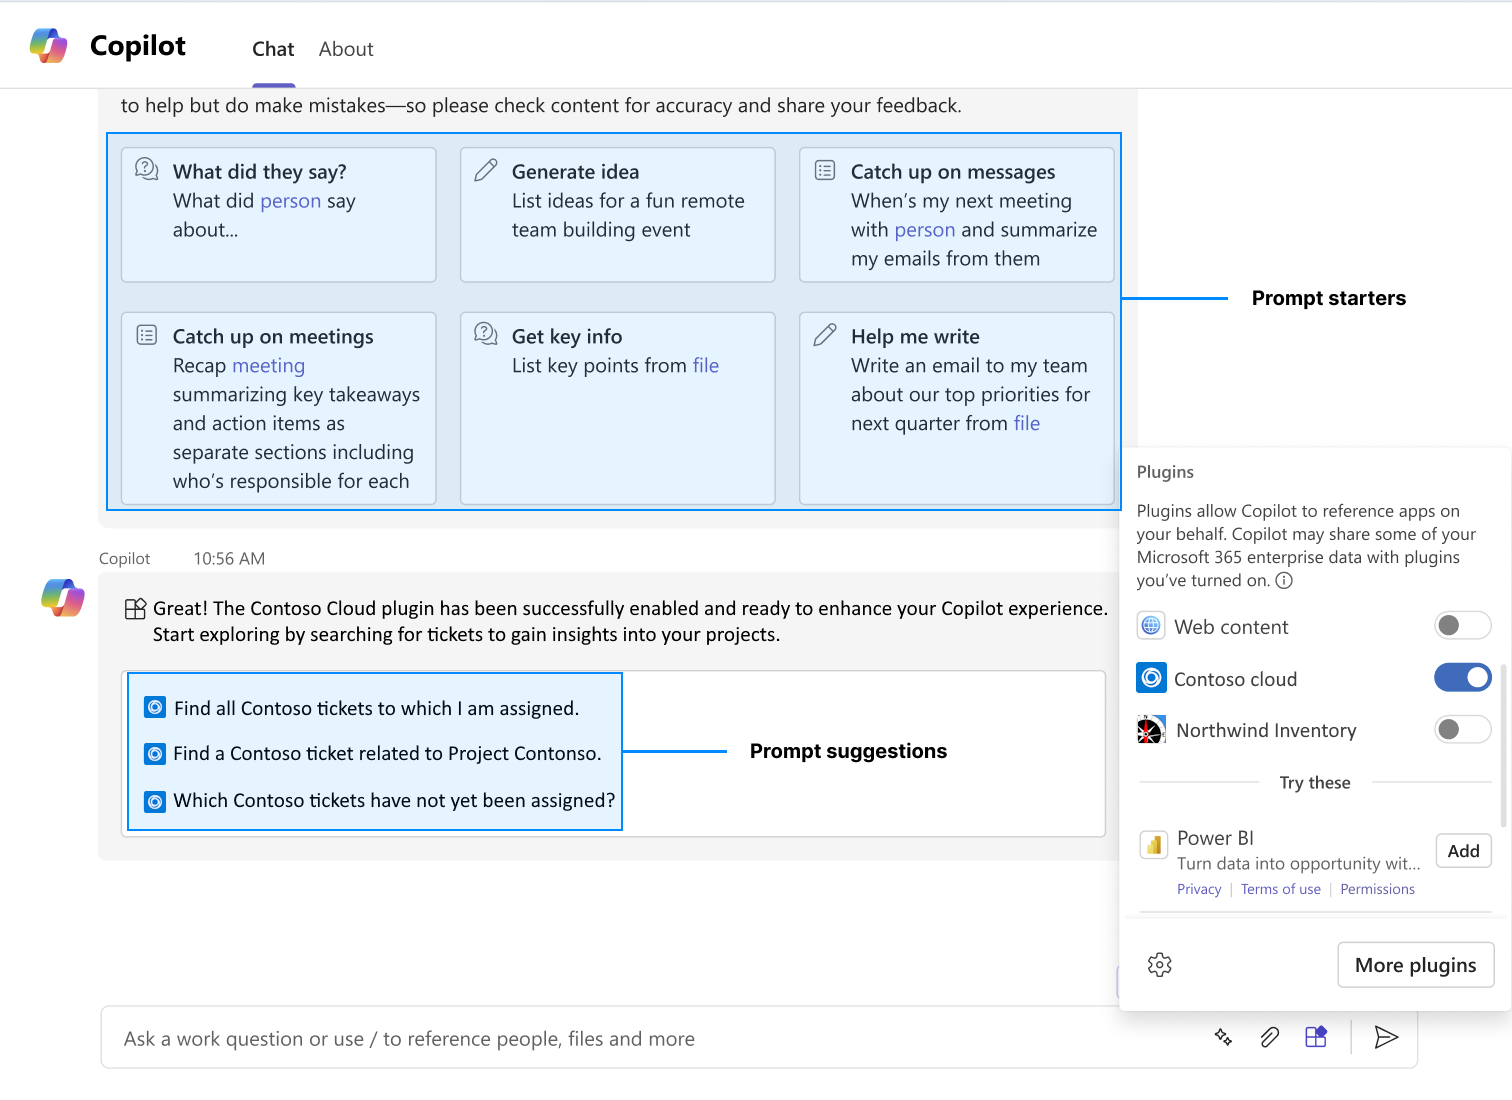 Copilot
Chat
About
to help but do make mistakes—so please check content for accuracy and share your feedback.
What did they say?
What did person say
about...
Generate idea
List ideas for a fun remote
team building event
Catch up on messages
When's my next meeting
with person and summarize
my emails from them
Prompt starters
Catch up on meetings
Recap meeting
summarizing key takeaways
and action items as
separate sections including
who's responsible for each
Get key info
List key points from file
Help me write
Write an email to my team
about our top priorities for
next quarter from file
Copilot 10:56 AM
Great! The Contoso Cloud plugin has been successfully enabled and ready to enhance your Copilot experience.
Start exploring by searching for tickets to gain insights into your projects.
Find all Contoso tickets to which I am assigned.
Find a Contoso ticket related to Project Contonso.
Which Contoso tickets have not yet been assigned?
Prompt suggestions
Plugins
Plugins allow Copilot to reference apps on
your behalf. Copilot may share some of your
Microsoft 365 enterprise data with plugins
you've turned on.
Web content
Contoso cloud
Northwind Inventory
Try these
Power BI
Turn data into opportunity wit...
Add
Privacy | Terms of use | Permissions
More plugins
Ask a work question or use / to reference people, files and more